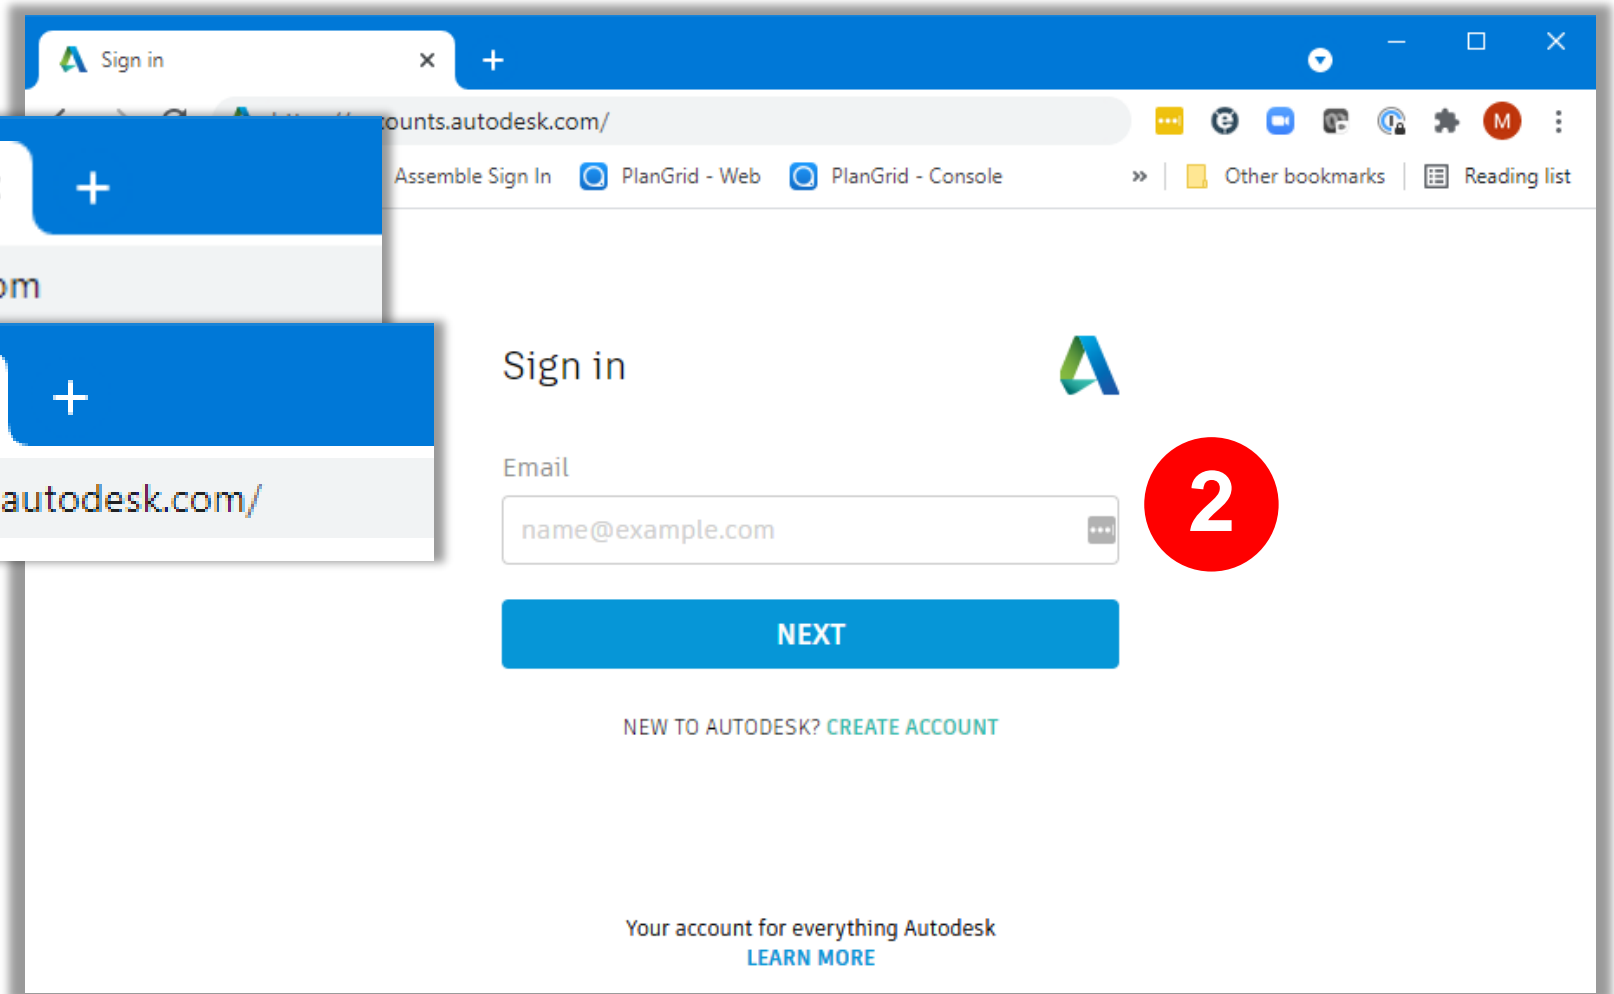 Sign in
ounts.autodesk.com/
M
Assemble Sign In PlanGrid - Web PlanGrid - Console » Other bookmarks Reading list
om
autodesk.com/
Sign in
Email
name@example.com
2
NEXT
NEW TO AUTODESK? CREATE ACCOUNT
Your account for everything Autodesk
LEARN MORE